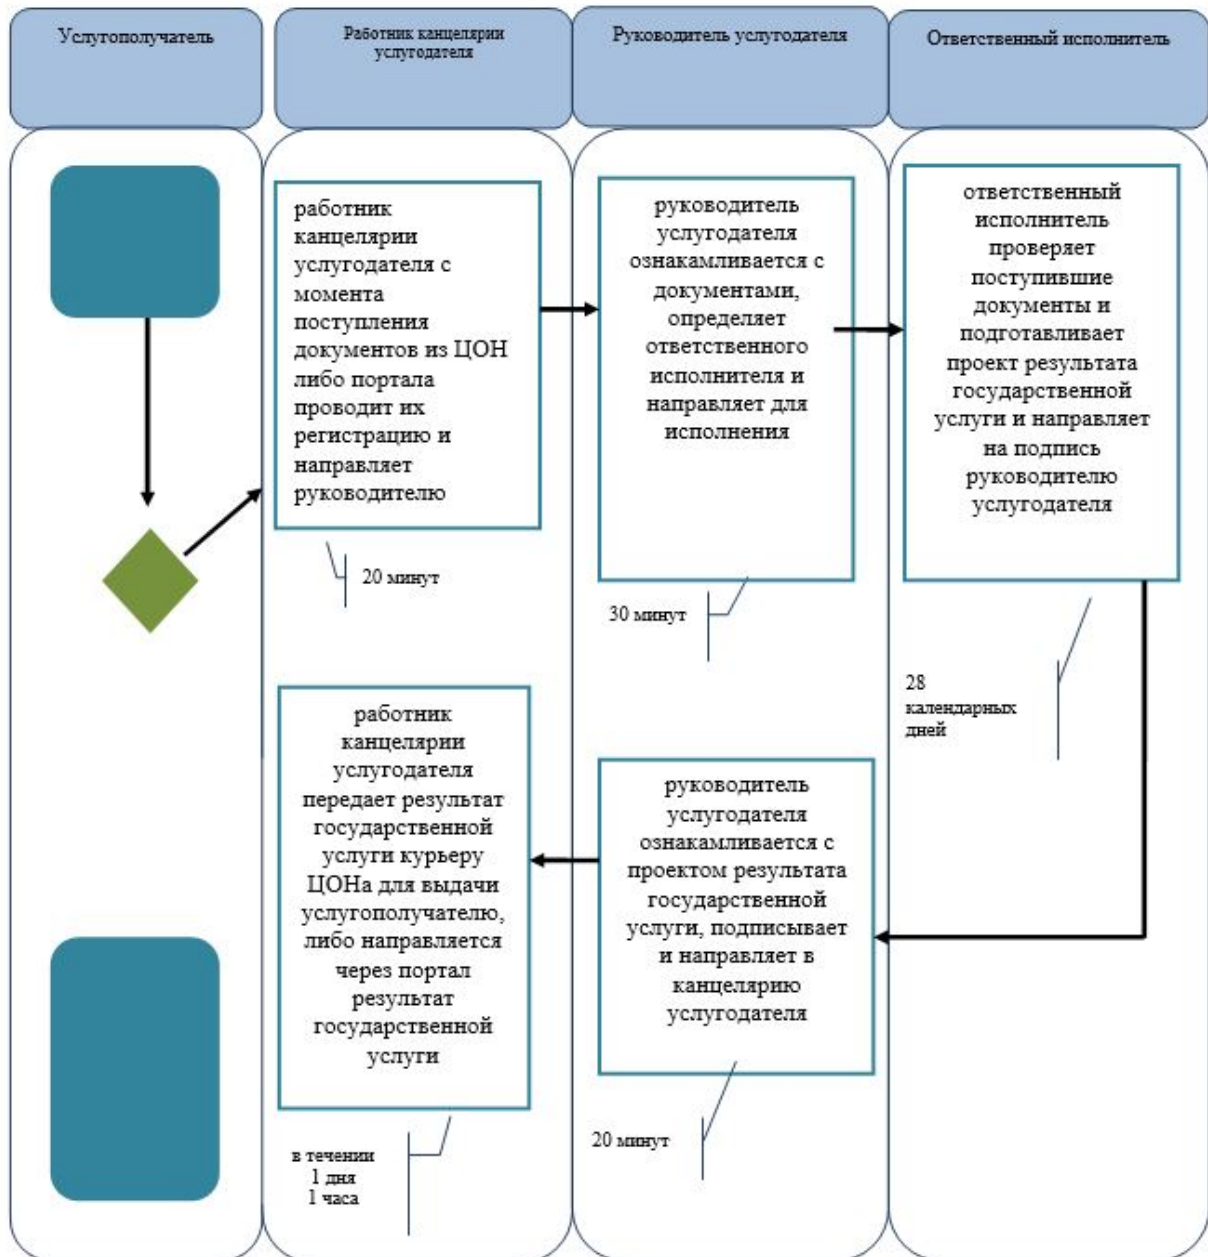 Услугополучатель
Работник канцелярии
услугодателя
Руководитель услугодателя
Ответственный исполнитель
работник
канцелярии
услугодателя с
момента
поступления
документов из ЦОН
либо портала
проводит их
регистрацию и
направляет
руководителю
20 минут
руководитель
услугодателя
ознакамливается с
документами,
определяет
ответственного
исполнителя и
направляет для
исполнения
30 минут
ответственный
исполнитель
проверяет
поступившие
документы и
подготавливает
проект результата
государственной
услуги и направляет
на подпись
руководителю
услугодателя
28
календарных
дней
руководитель
услугодателя
ознакамливается с
проектом результата
государственной
услуги, подписывает
и направляет в
канцелярию
услугодателя
20 минут
работник
канцелярии
услугодателя
передает результат
государственной
услуги курьеру
ЦОНа для выдачи
услугополучателю,
либо направляется
через портал
результат
государственной
услуги
в течении
1 дня
1 часа